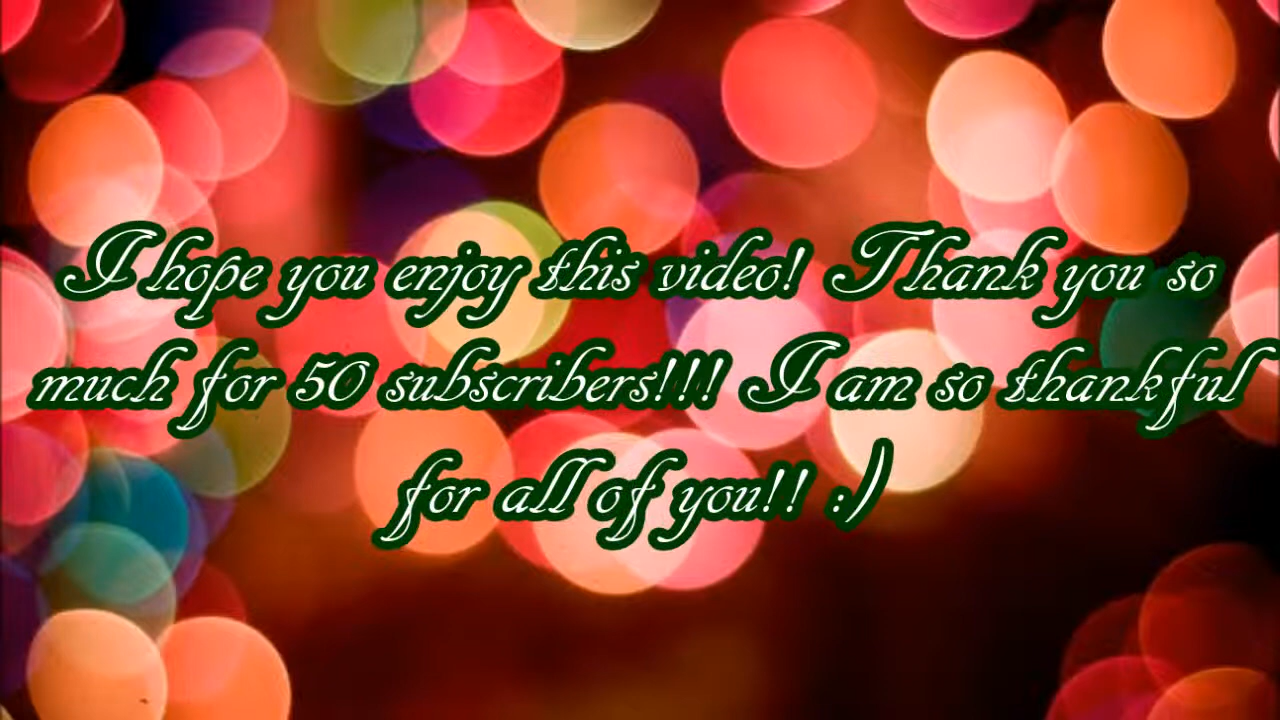 I hope you enjoy this video! Thank you so
much for 50 subscribers!!! I am so thankful
for all of you!! :)